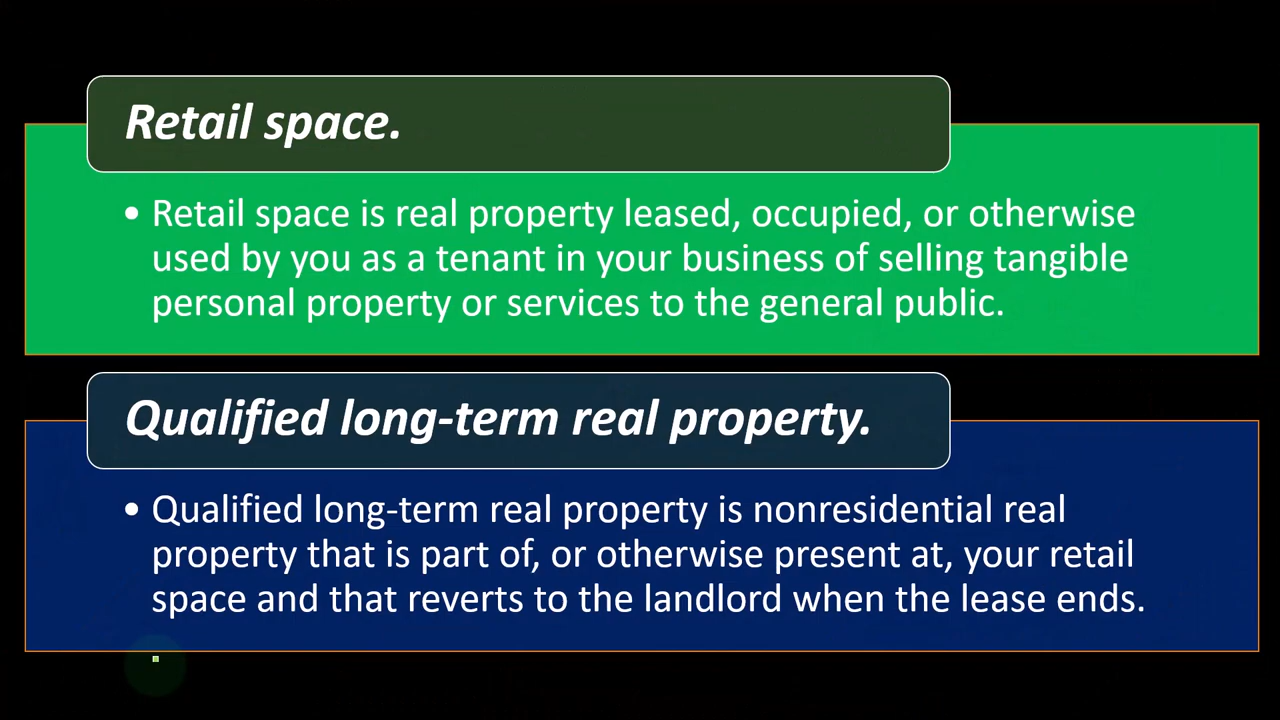 Retail space.
• Retail space is real property leased, occupied, or otherwise
used by you as a tenant in your business of selling tangible
personal property or services to the general public.
Qualified long-term real property.
• Qualified long-term real property is nonresidential real
property that is part of, or otherwise present at, your retail
space and that reverts to the landlord when the lease ends.